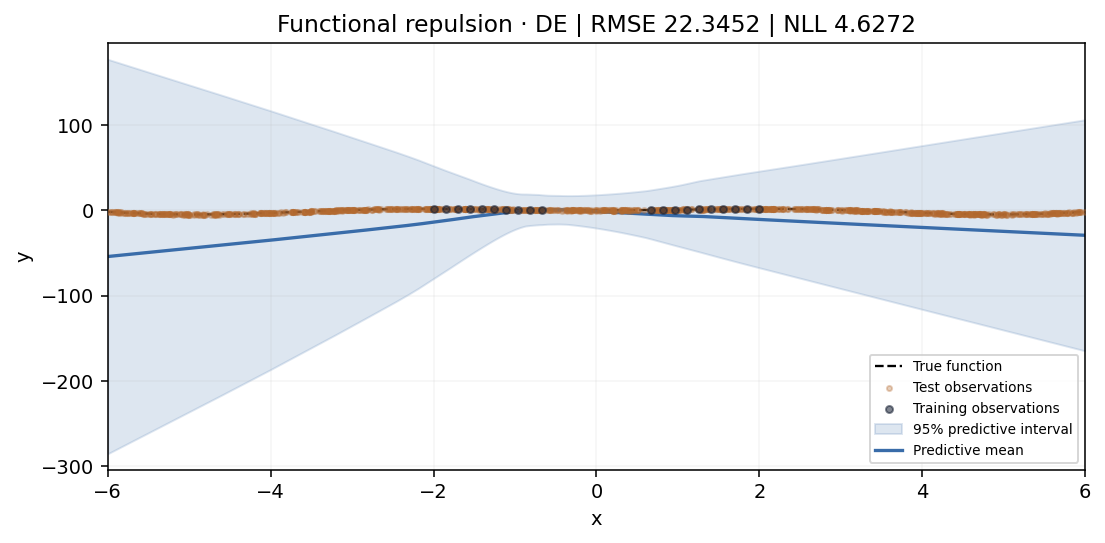 Functional repulsion · DE | RMSE 22.3452 | NLL 4.6272
100
0
−100
−200
−300
y
−6
−4
−2
0
2
4
6
x
True function
Test observations
Training observations
95% predictive interval
Predictive mean